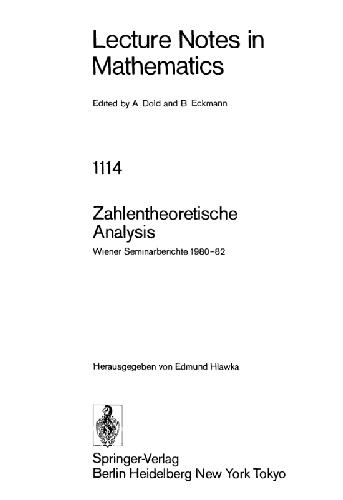 Lecture Notes in
Mathematics
Edited by A. Dold and B. Eckmann
1114
Zahlentheoretische
Analysis
Wiener Seminarberichte 1980-82
Herausgegeben von Edmund Hlawka
Springer-Verlag
Berlin Heidelberg New York Tokyo